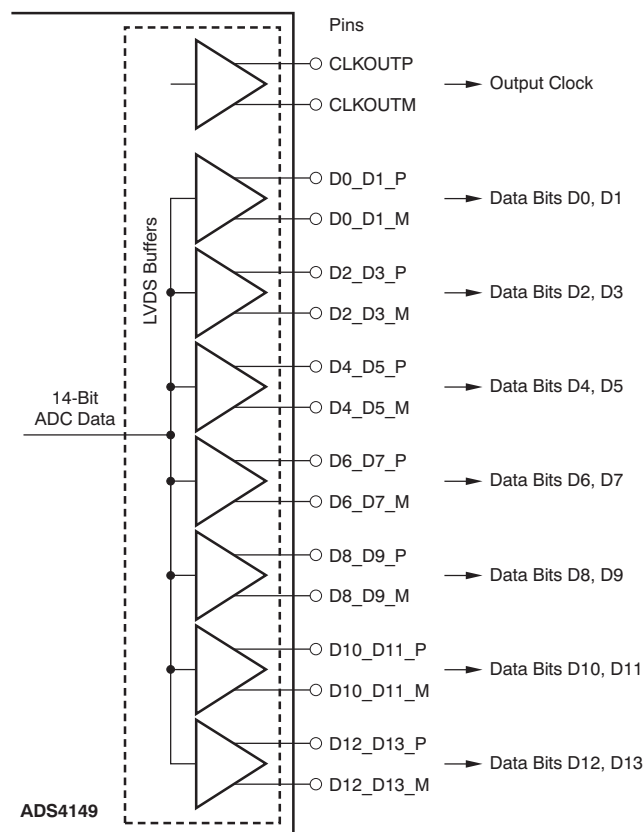 Pins
CLKOUTP
CLKOUTM
Output Clock
LVDS Buffers
D0_D1_P
D0_D1_M
Data Bits D0, D1
D2_D3_P
D2_D3_M
Data Bits D2, D3
D4_D5_P
D4_D5_M
Data Bits D4, D5
14-Bit
ADC Data
D6_D7_P
D6_D7_M
Data Bits D6, D7
D8_D9_P
D8_D9_M
Data Bits D8, D9
D10_D11_P
D10_D11_M
Data Bits D10, D11
D12_D13_P
D12_D13_M
Data Bits D12, D13
ADS4149